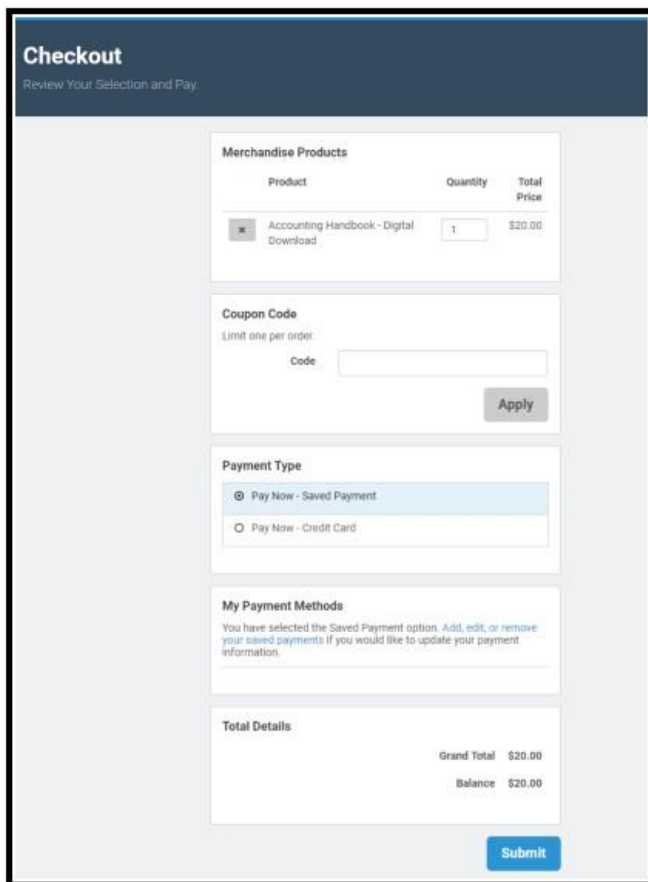 Checkout
Review Your Selection and Pay.
Merchandise Products
Product Quantity Total
Price
Accounting Handbook - Digital 1 $20.00
Download
Coupon Code
Limit one per order.
Code
Apply
Payment Type
Pay Now - Saved Payment
Pay Now - Credit Card
My Payment Methods
You have selected the Saved Payment option. Add, edit, or remove
your saved payments if you would like to update your payment
information.
Total Details
Grand Total $20.00
Balance $20.00
Submit